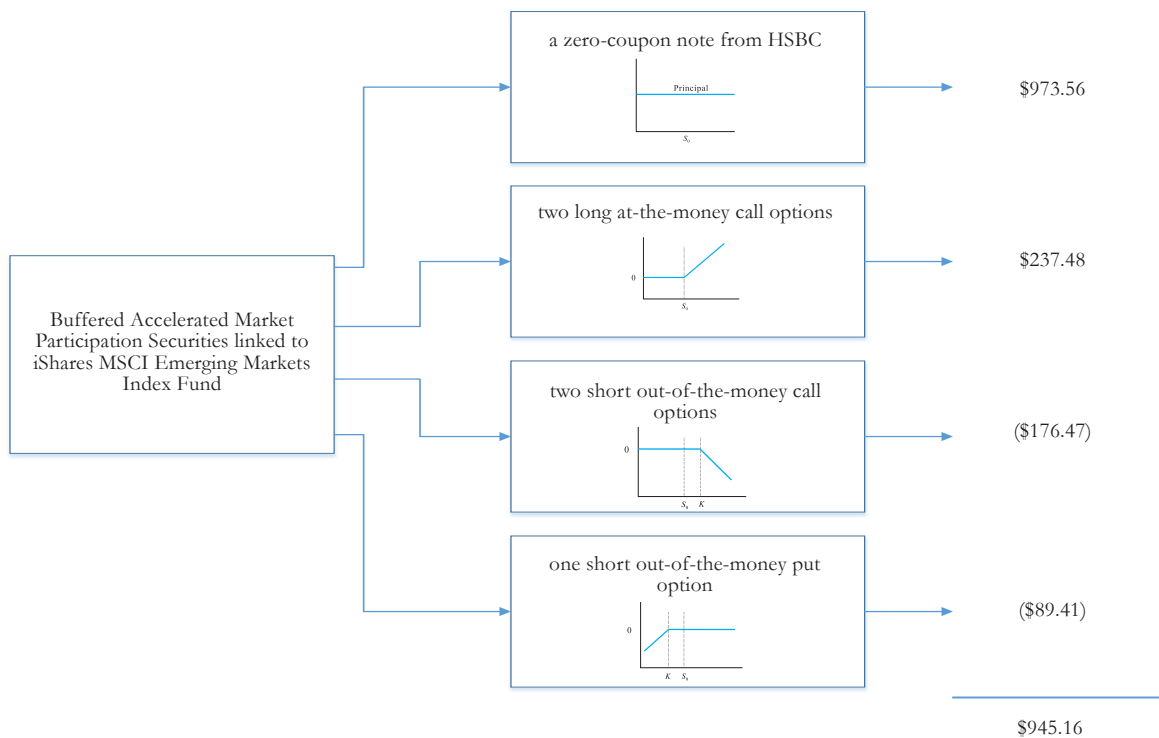 a zero-coupon note from HSBC
Principal
S₀
$973.56
two long at-the-money call options
0
S₀
$237.48
Buffered Accelerated Market
Participation Securities linked to
iShares MSCI Emerging Markets
Index Fund
two short out-of-the-money call
options
0
S₀ K
($176.47)
one short out-of-the-money put
option
0
K S₀
($89.41)
$945.16